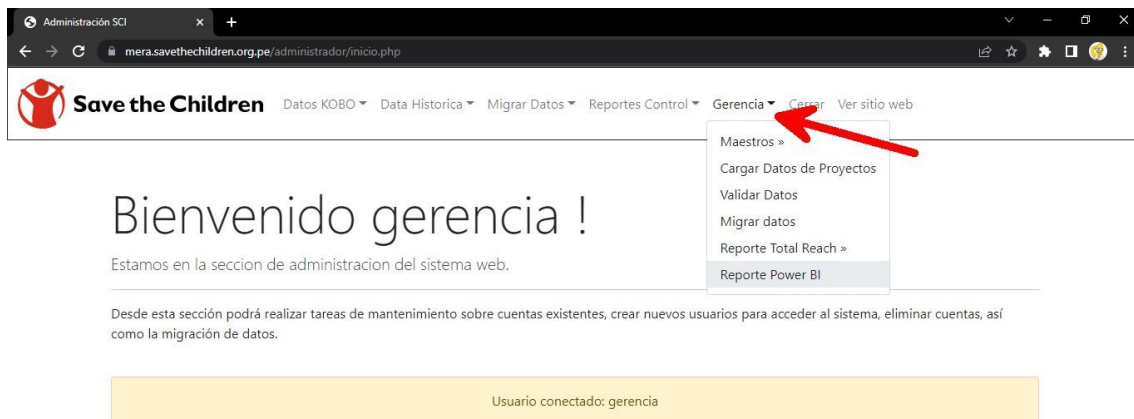 Administración SCI
mera.savethechildren.org.pe/administrador/inicio.php
Save the Children Datos KOBO Data Historica Migrar Datos Reportes Control Gerencia Cerrar Ver sitio web
Maestros »
Cargar Datos de Proyectos
Validar Datos
Migrar datos
Reporte Total Reach »
Reporte Power BI
Bienvenido gerencia !
Estamos en la seccion de administracion del sistema web.
Desde esta sección podrá realizar tareas de mantenimiento sobre cuentas existentes, crear nuevos usuarios para acceder al sistema, eliminar cuentas, así
como la migración de datos.
Usuario conectado: gerencia